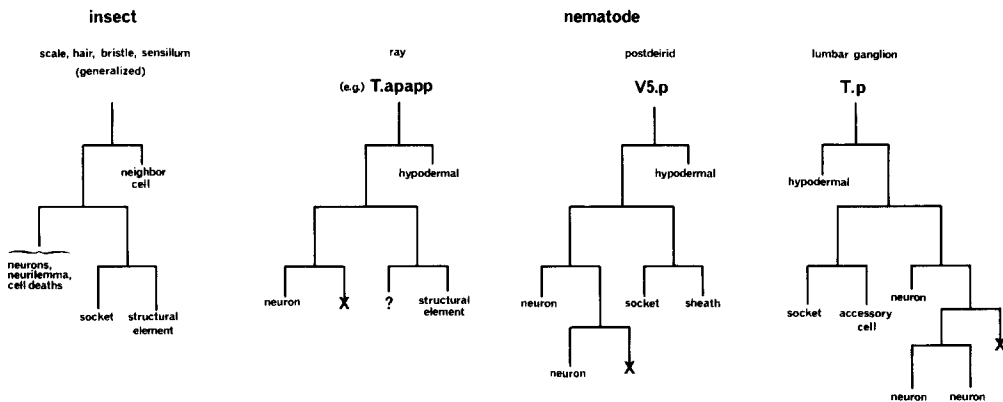 insect
nematode
scale, hair, bristle, sensillum
(generalized)
ray
postdeirid
lumbar ganglion
(e.g.) T.apapp
V5.p
T.p
neighbor
cell
hypodermal
hypodermal
hypodermal
neurons,
neurilemma,
cell deaths
socket
structural
element
neuron
X
?
structural
element
neuron
socket
sheath
neuron
X
socket
accessory
cell
neuron
X
neuron
neuron